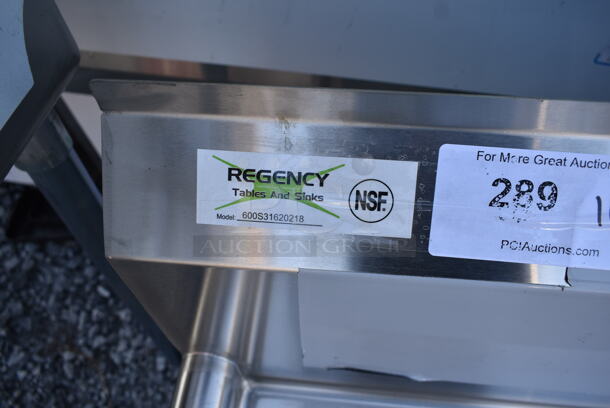 REGENCY
Tables And Sinks
Model: 600S31620218
NSF.
For More Great Auction
289
PCIAuctions.com
AUCTION GROUP